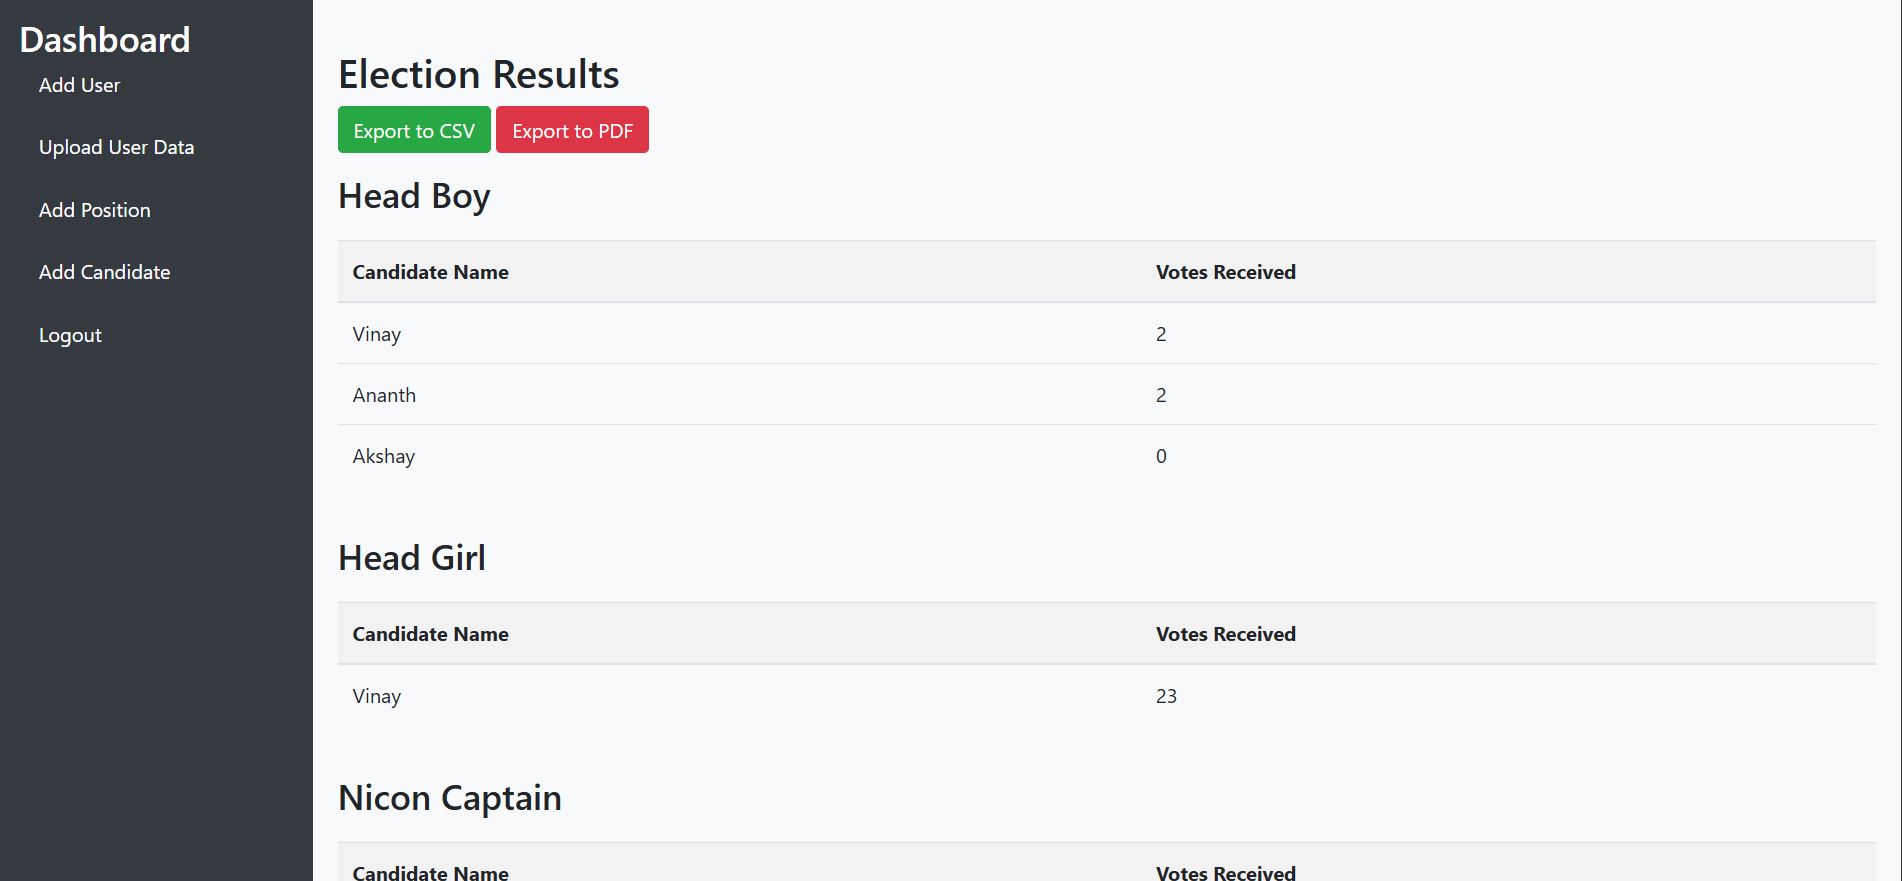 Dashboard
Add User
Upload User Data
Add Position
Add Candidate
Logout
Election Results
Export to CSV Export to PDF
Head Boy
Candidate Name Votes Received
Vinay 2
Ananth 2
Akshay 0
Head Girl
Candidate Name Votes Received
Vinay 23
Nicon Captain
Candidate Name Votes Received